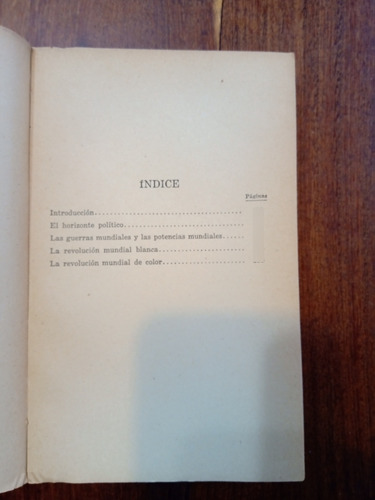 INDICE
Páginas
Introducción
El horizonte político
Las guerras mundiales y las potencias mundiales
La revolución mundial blanca
La revolución mundial de color